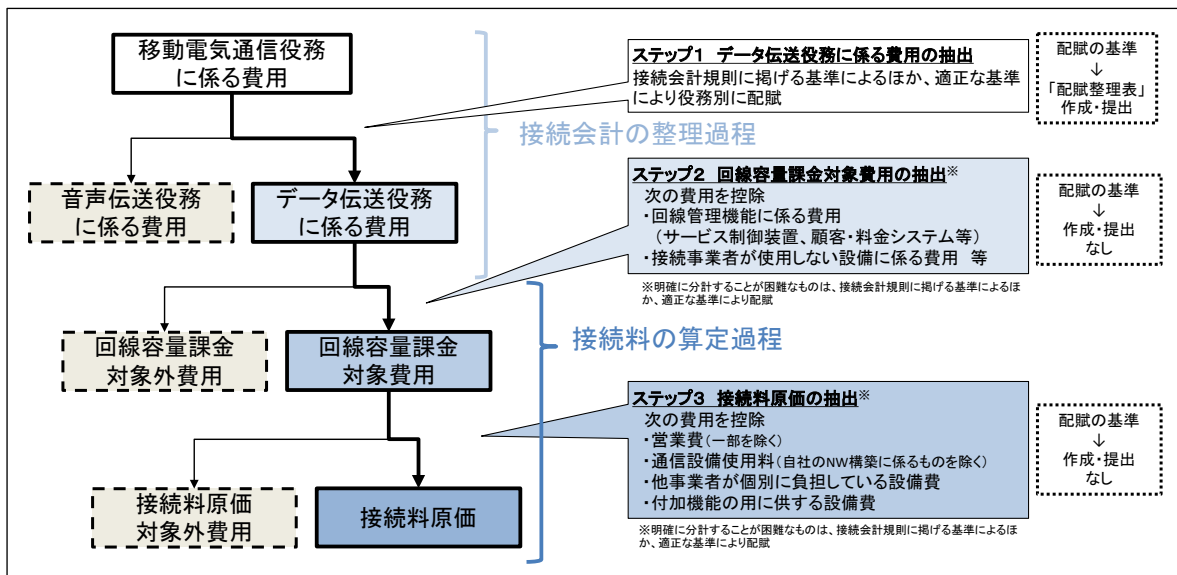 移動電気通信役務
に係る費用
ステップ1 データ伝送役務に係る費用の抽出
接続会計規則に掲げる基準によるほか、適正な基準
により役務別に配賦
配賦の基準
↓
「配賦整理表」
作成・提出
接続会計の整理過程
音声伝送役務
に係る費用
データ伝送役務
に係る費用
ステップ2 回線容量課金対象費用の抽出※
次の費用を控除
・回線管理機能に係る費用
（サービス制御装置、顧客・料金システム等）
・接続事業者が使用しない設備に係る費用 等
※明確に分計することが困難なものは、接続会計規則に掲げる基準によるほ
か、適正な基準により配賦
配賦の基準
↓
作成・提出
なし
接続料の算定過程
回線容量課金
対象外費用
回線容量課金
対象費用
ステップ3 接続料原価の抽出※
次の費用を控除
・営業費（一部を除く）
・通信設備使用料（自社のNW構築に係るものを除く）
・他事業者が個別に負担している設備費
・付加機能の用に供する設備費
※明確に分計することが困難なものは、接続会計規則に掲げる基準によるほ
か、適正な基準により配賦
配賦の基準
↓
作成・提出
なし
接続料原価
対象外費用
接続料原価